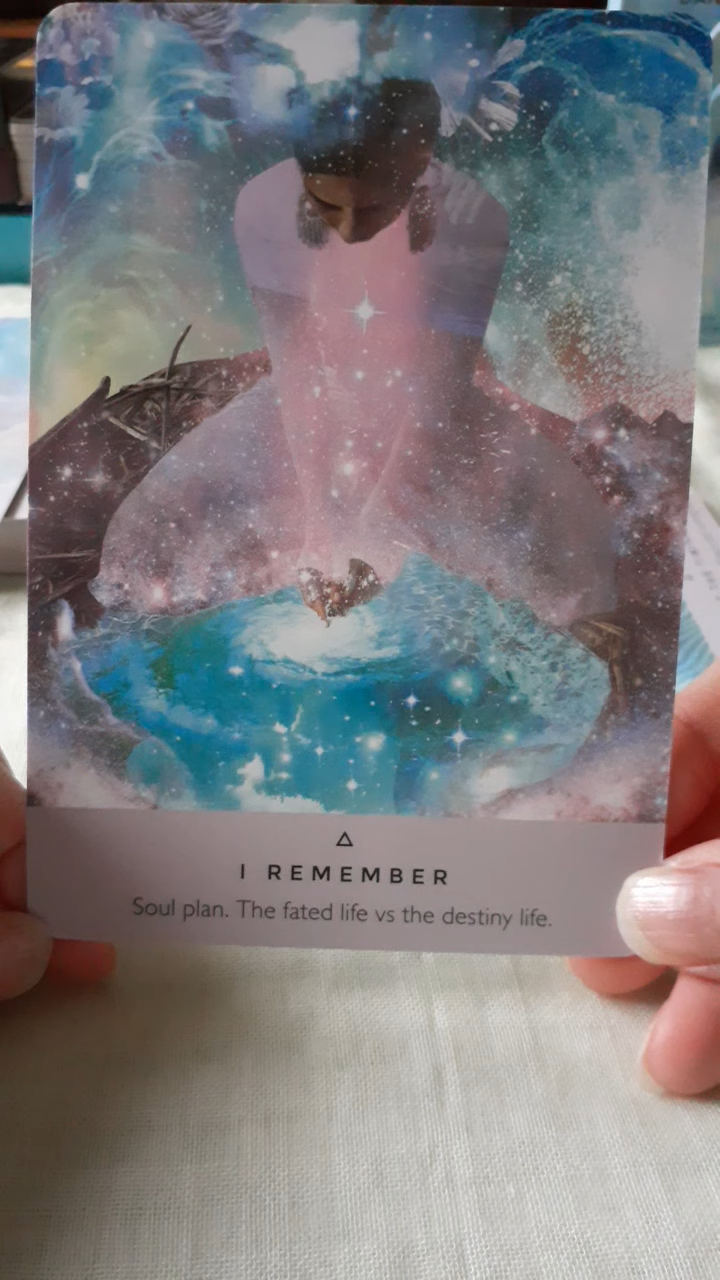 I REMEMBER
Soul plan. The fated life vs the destiny life.